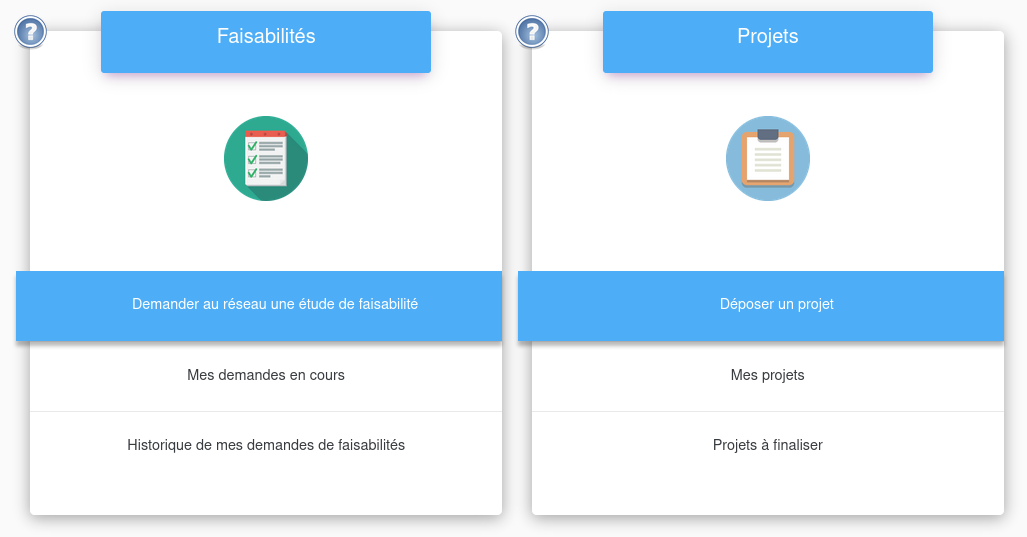 ?
Faisabilités
Demander au réseau une étude de faisabilité
Mes demandes en cours
Historique de mes demandes de faisabilités
?
Projets
Déposer un projet
Mes projets
Projets à finaliser